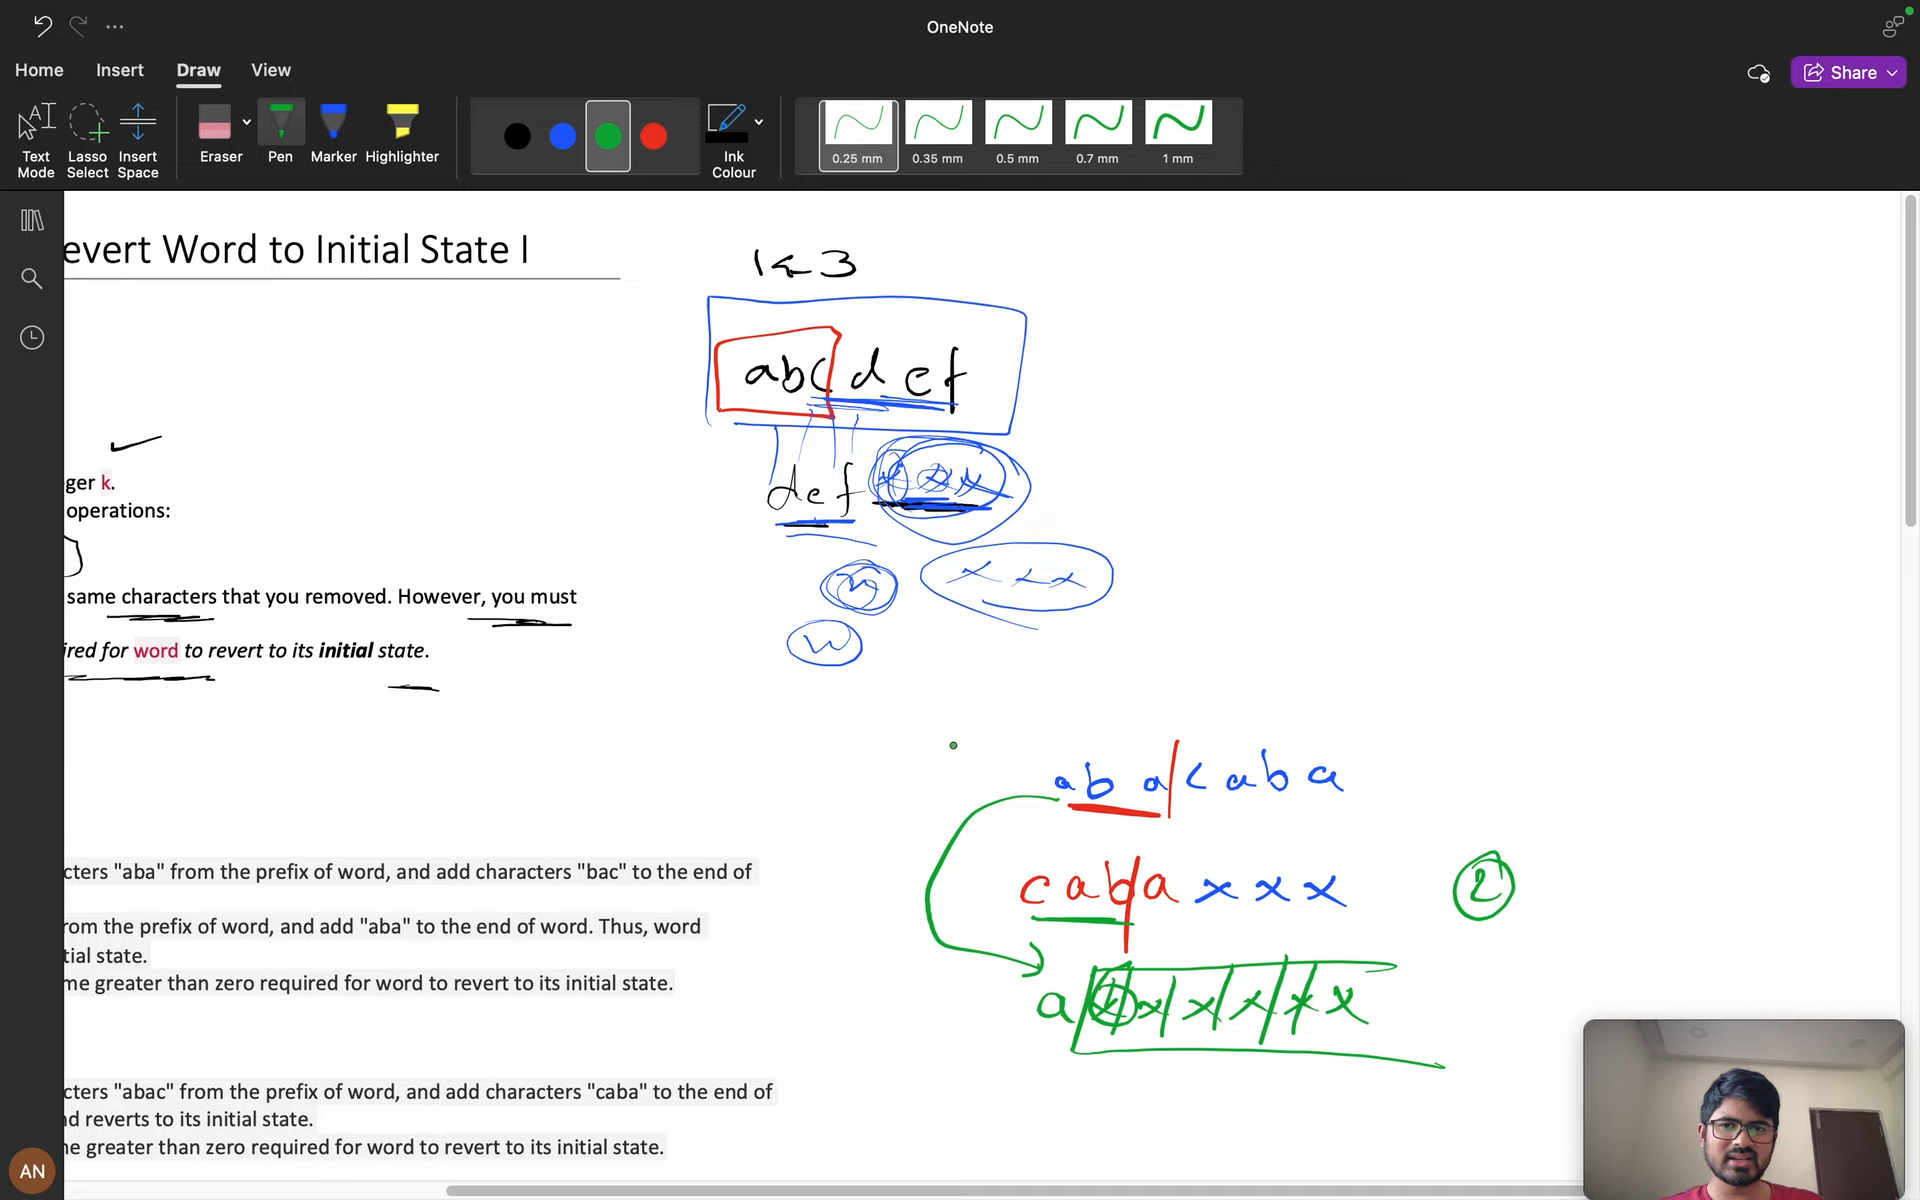 OneNote
Home Insert Draw View
Share
Text Mode
Lasso Select
Insert Space
Eraser
Pen
Marker
Highlighter
Ink Colour
0.25 mm
0.35 mm
0.5 mm
0.7 mm
1 mm
evert Word to Initial State I
k 3
abc def
def x x x
x x x
w
ger k.
operations:
same characters that you removed. However, you must
ired for word to revert to its initial state.
a b a c a b a
c a b a x x x
2
a x x x x x x
cters "aba" from the prefix of word, and add characters "bac" to the end of
rom the prefix of word, and add "aba" to the end of word. Thus, word
tial state.
me greater than zero required for word to revert to its initial state.
cters "abac" from the prefix of word, and add characters "caba" to the end of
nd reverts to its initial state.
ne greater than zero required for word to revert to its initial state.
AN